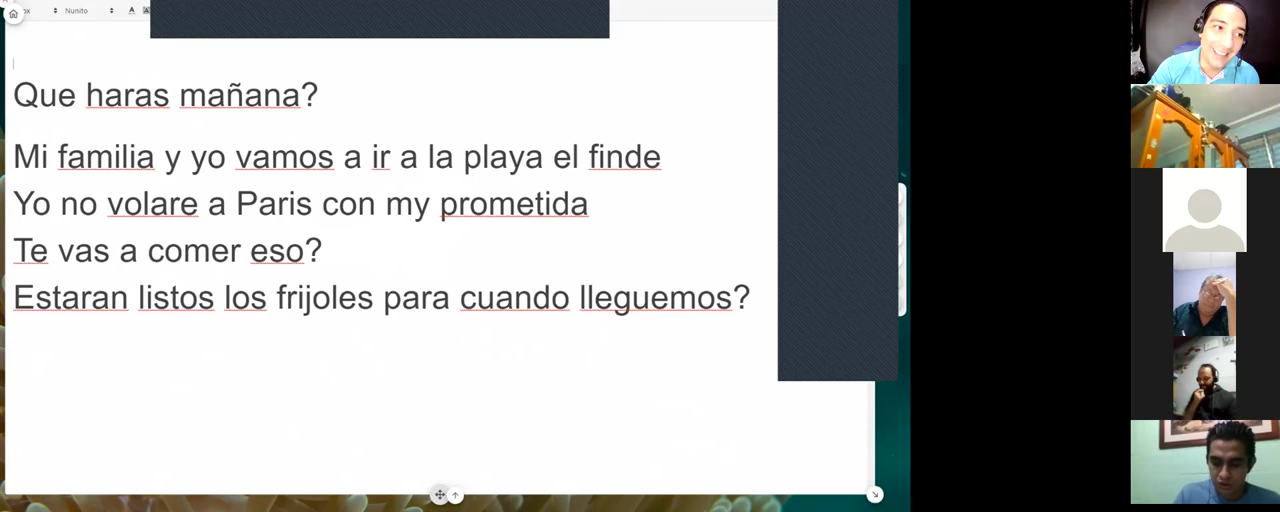 Nunito
A
Que haras mañana?
Mi familia y yo vamos a ir a la playa el finde
Yo no volare a Paris con my prometida
Te vas a comer eso?
Estaran listos los frijoles para cuando lleguemos?